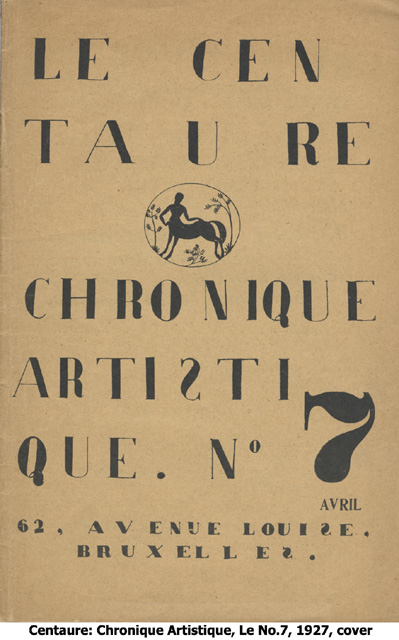 LE CEN
TAURE
CHRONIQUE
ARTISTI
QUE. Nº 7
AVRIL
62, AVENUE LOUISE.
BRUXELLES.
Centaure: Chronique Artistique, Le No.7, 1927, cover